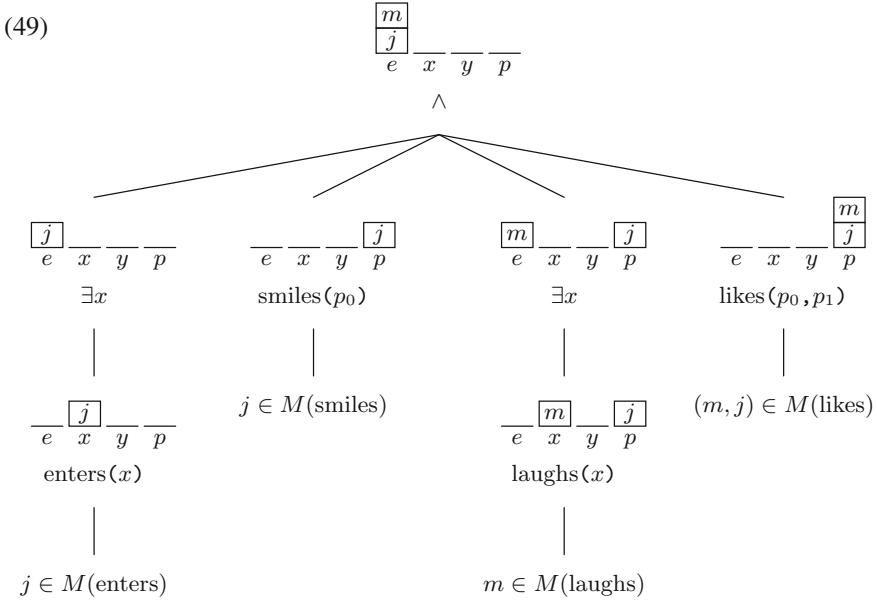 (49)
m
j
e x y p
∧
m
j j m j j
e x y p e x y p e x y p e x y p
∃x smiles(p₀) ∃x likes(p₀,p₁)
j j ∈ M(smiles) m j (m, j) ∈ M(likes)
e x y p e x y p
enters(x) laughs(x)
j ∈ M(enters) m ∈ M(laughs)